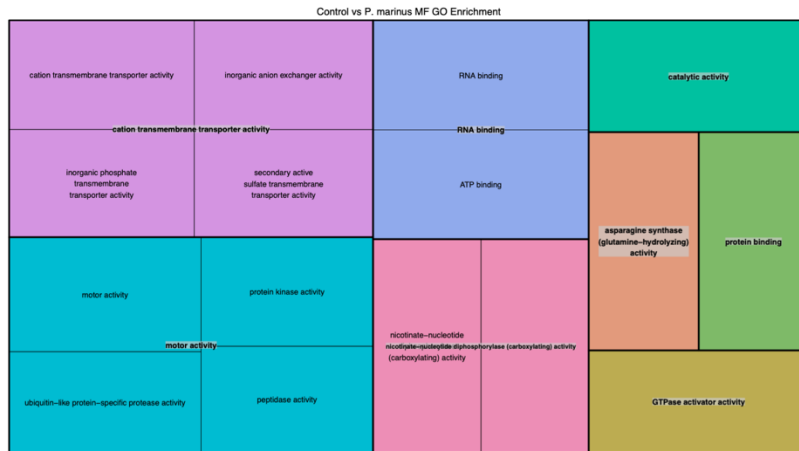 Control vs P. marinus MF GO Enrichment
cation transmembrane transporter activity
inorganic anion exchanger activity
cation transmembrane transporter activity
inorganic phosphate
transmembrane
transporter activity
secondary active
sulfate transmembrane
transporter activity
motor activity
protein kinase activity
motor activity
ubiquitin−like protein−specific protease activity
peptidase activity
RNA binding
RNA binding
ATP binding
nicotinate−nucleotide
nicotinate−nucleotide diphosphorylase (carboxylating) activity
(carboxylating) activity
catalytic activity
asparagine synthase
(glutamine−hydrolyzing)
activity
protein binding
GTPase activator activity